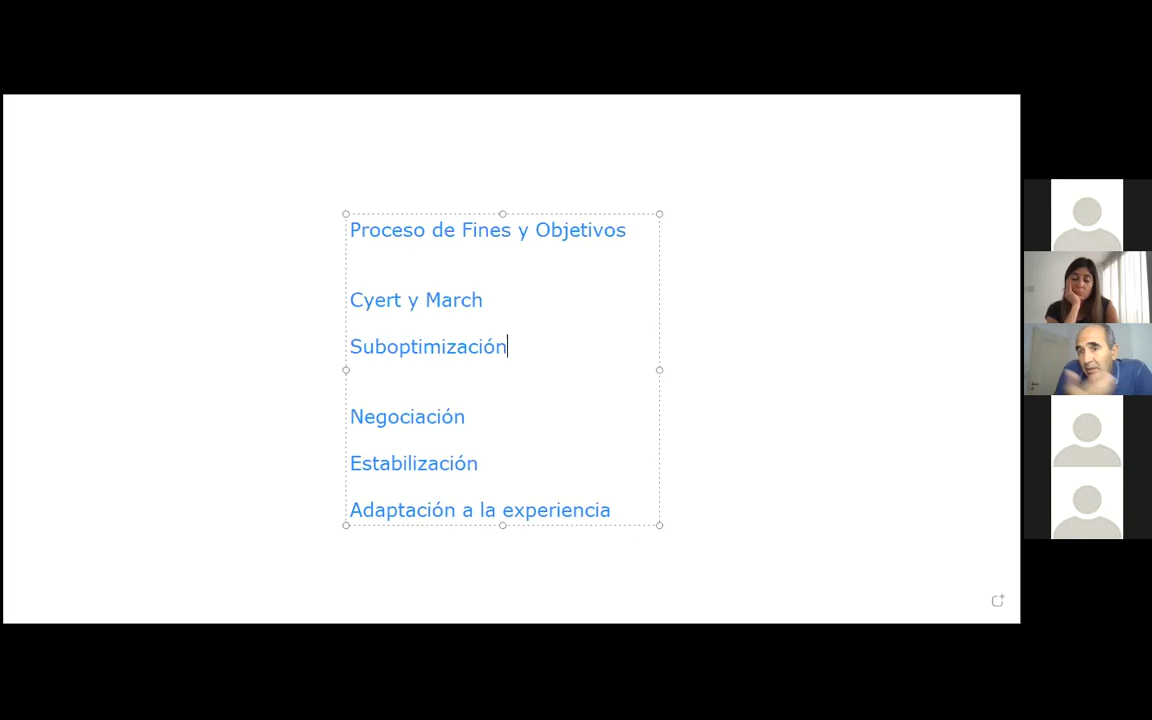 Proceso de Fines y Objetivos
Cyert y March
Suboptimización
Negociación
Estabilización
Adaptación a la experiencia